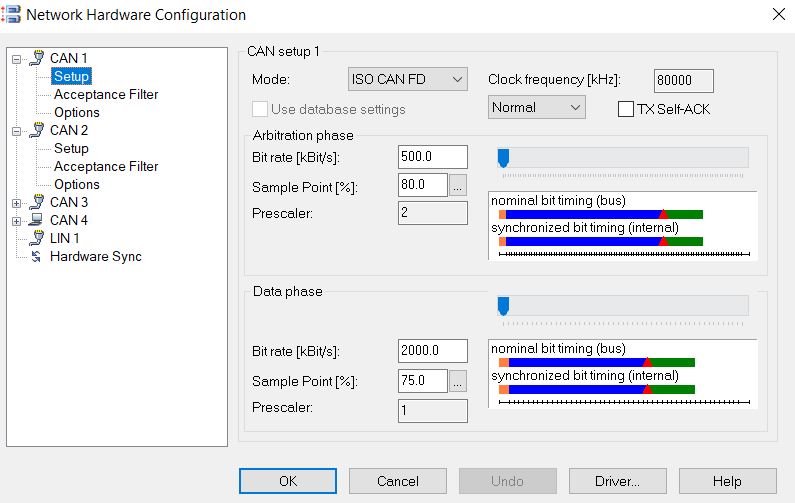 Network Hardware Configuration
CAN 1
Setup
Acceptance Filter
Options
CAN 2
Setup
Acceptance Filter
Options
CAN 3
CAN 4
LIN 1
Hardware Sync
CAN setup 1
Mode: ISO CAN FD Clock frequency [kHz]: 80000
Use database settings Normal TX Self-ACK
Arbitration phase
Bit rate [kBit/s]: 500.0
Sample Point [%]: 80.0 ...
Prescaler: 2
nominal bit timing (bus)
synchronized bit timing (internal)
Data phase
Bit rate [kBit/s]: 2000.0
Sample Point [%]: 75.0 ...
Prescaler: 1
nominal bit timing (bus)
synchronized bit timing (internal)
OK Cancel Undo Driver... Help